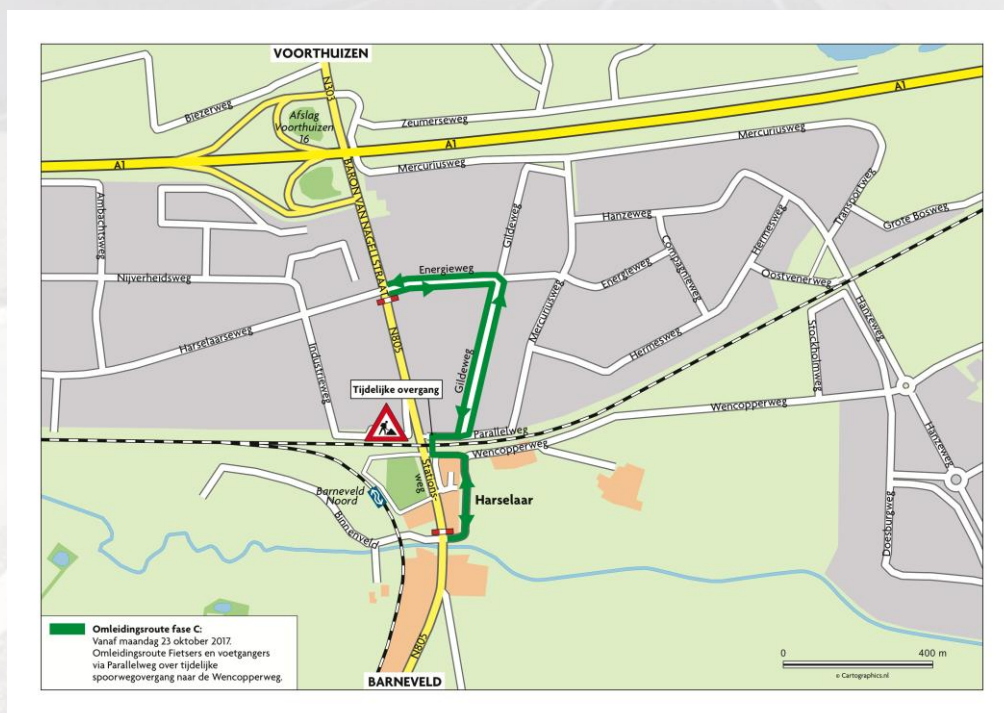 VOORTHUIZEN
N303
Biezerweg
Afslag
Voorthuizen
16
Zeumerseweg
A1
A1
A1
Mercuriusweg
Mercuriusweg
BARON VAN NAGELLSTRAAT
Ambachtsweg
Gildeweg
Hanzeweg
Transportweg
Grote Bosweg
Hermesweg
Compagnieweg
Nijverheidsweg
Energieweg
Energieweg
Oostvenerweg
Mercuriusweg
Hanzeweg
Harselaarseweg
N805
Industrieweg
Gildeweg
Hermesweg
Stockholmweg
Tijdelijke overgang
Wencopperweg
Parallelweg
Wencopperweg
Hanzeweg
Stations-
weg
Barneveld
Noord
Harselaar
Binnenveld
Doesburgweg
N805
BARNEVELD
Omleidingsroute fase C:
Vanaf maandag 23 oktober 2017.
Omleidingsroute Fietsers en voetgangers
via Parallelweg over tijdelijke
spoorwegovergang naar de Wencopperweg.
0 400 m
© Cartographics.nl